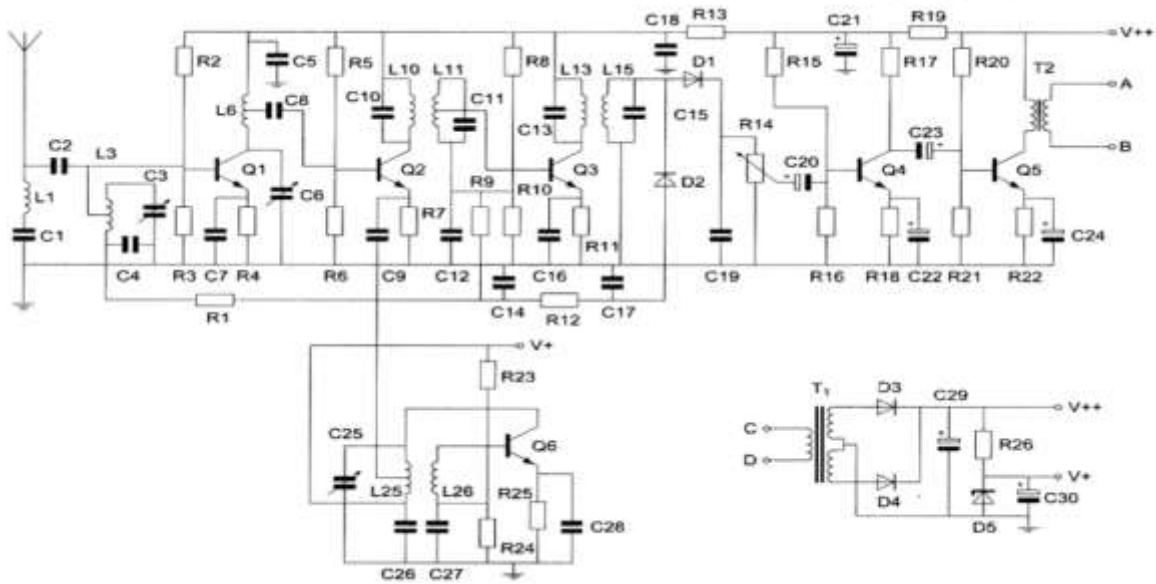 C18 R13 C21 R19
V++
R2 C5 R5 L10 L11 R8 L13 L15 D1 R15 R17 R20 T2
A
L6 C8 C10 C11 C13 C15 R14 C23
B
C2 L3 C3 Q1 C6 Q2 R9 R10 Q3 D2 C20 Q4 Q5
L1 C1 C4 R7 R11 C24
R3 C7 R4 R6 C9 C12 C16 C19 R16 R18 C22 R21 R22
R1 C14 R12 C17
V+
R23
C25 Q6
L25 L26 R25
R24 C28
C26 C27
T1 D3 C29
V++
C R26
D V+
D4 D5 C30